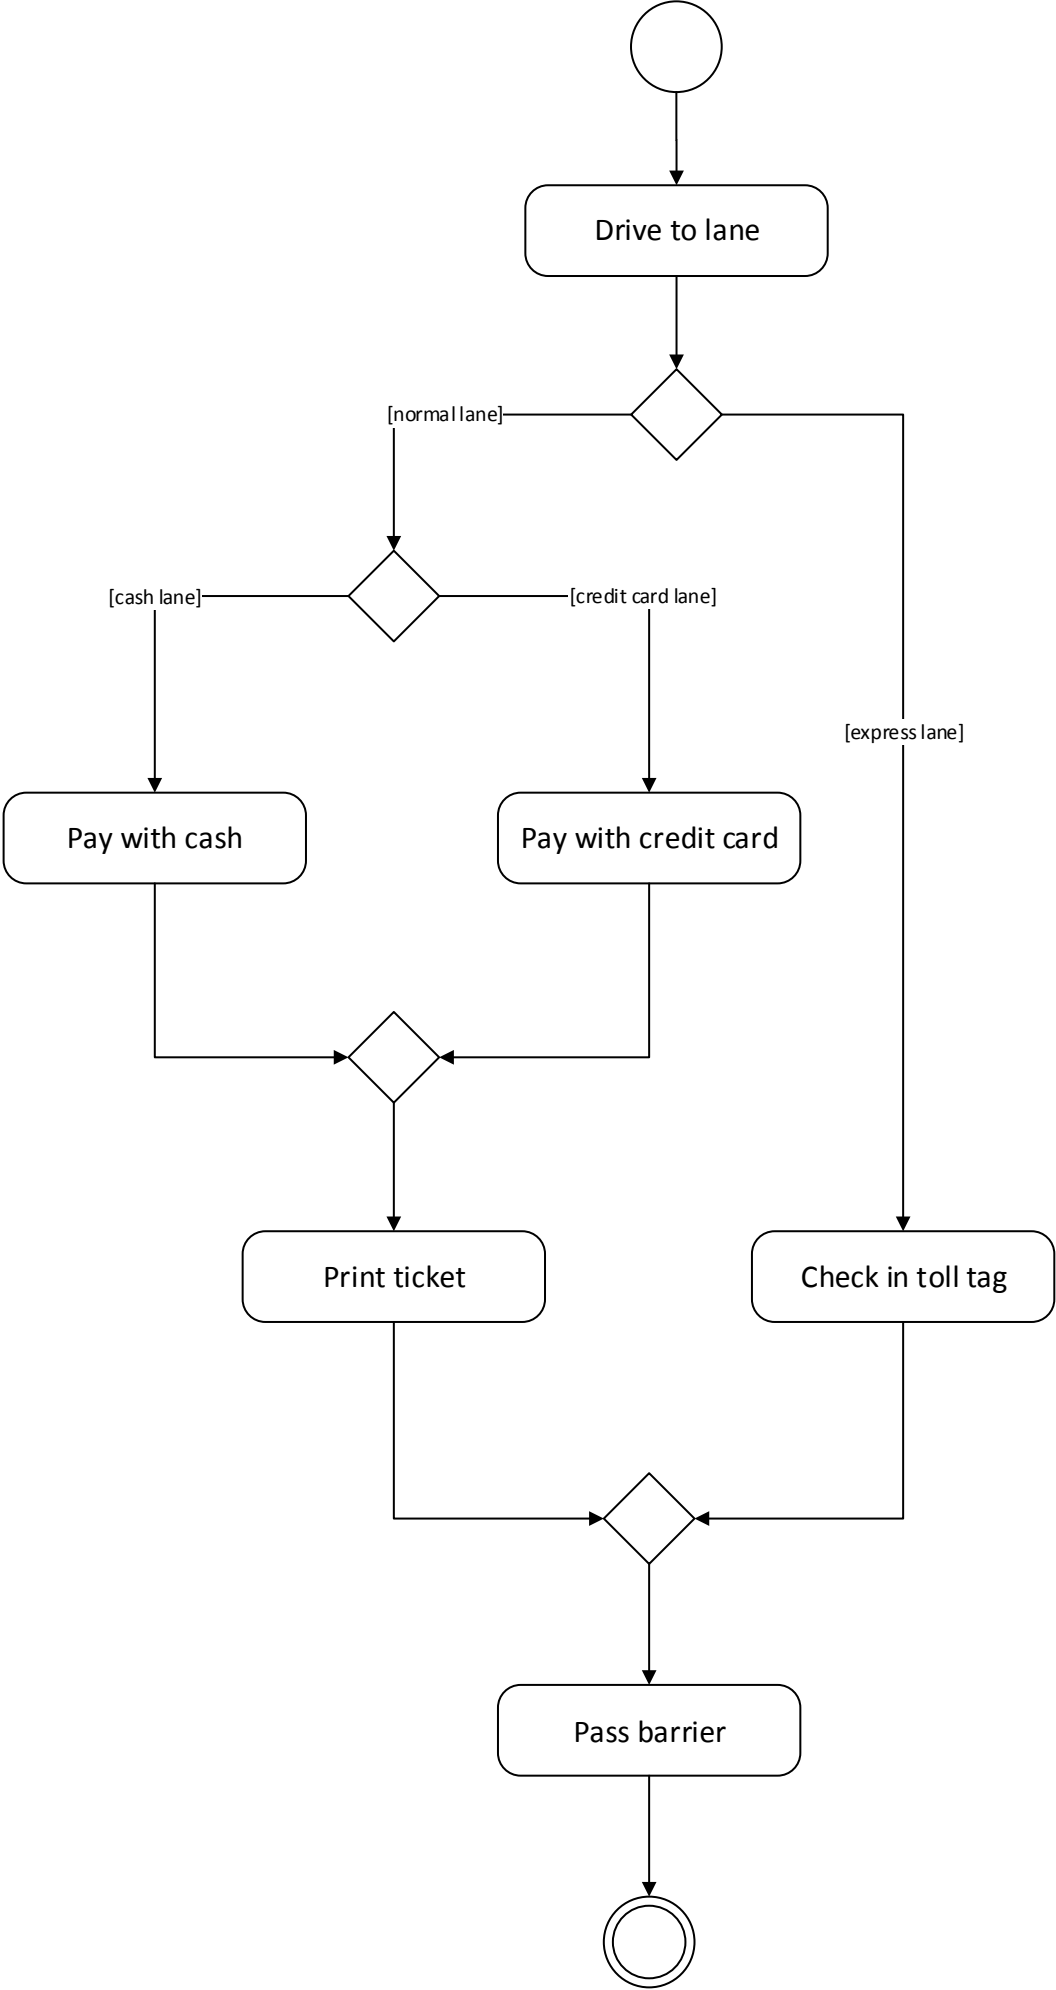 Drive to lane
[normal lane]
[cash lane]
[credit card lane]
[express lane]
Pay with cash
Pay with credit card
Print ticket
Check in toll tag
Pass barrier